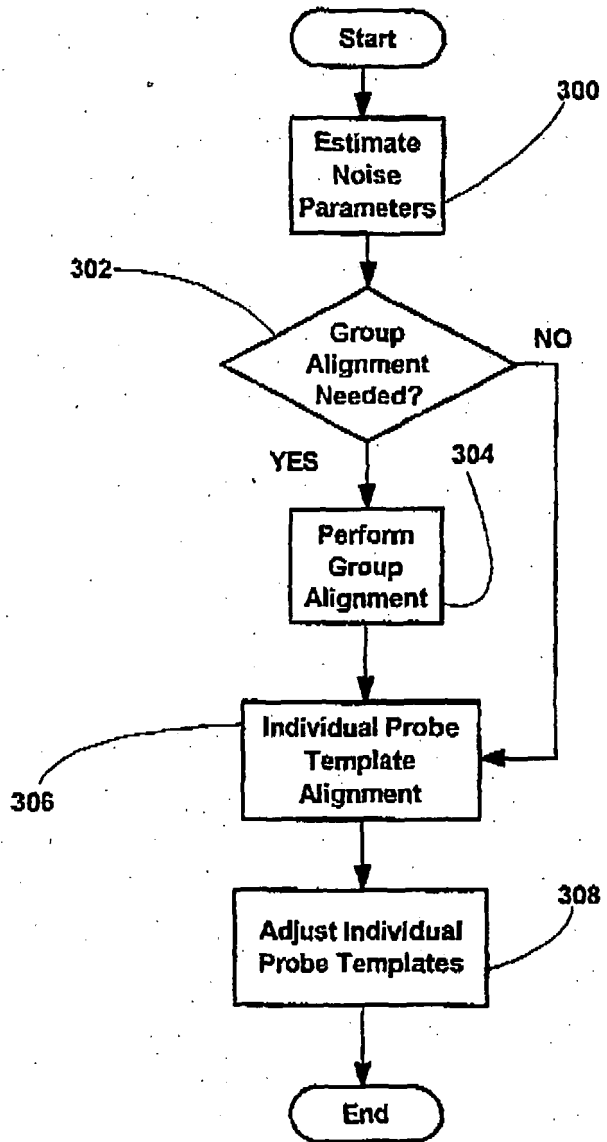 Start
300
Estimate
Noise
Parameters
302
Group
Alignment
Needed?
NO
YES
304
Perform
Group
Alignment
306
Individual Probe
Template
Alignment
308
Adjust Individual
Probe Templates
End